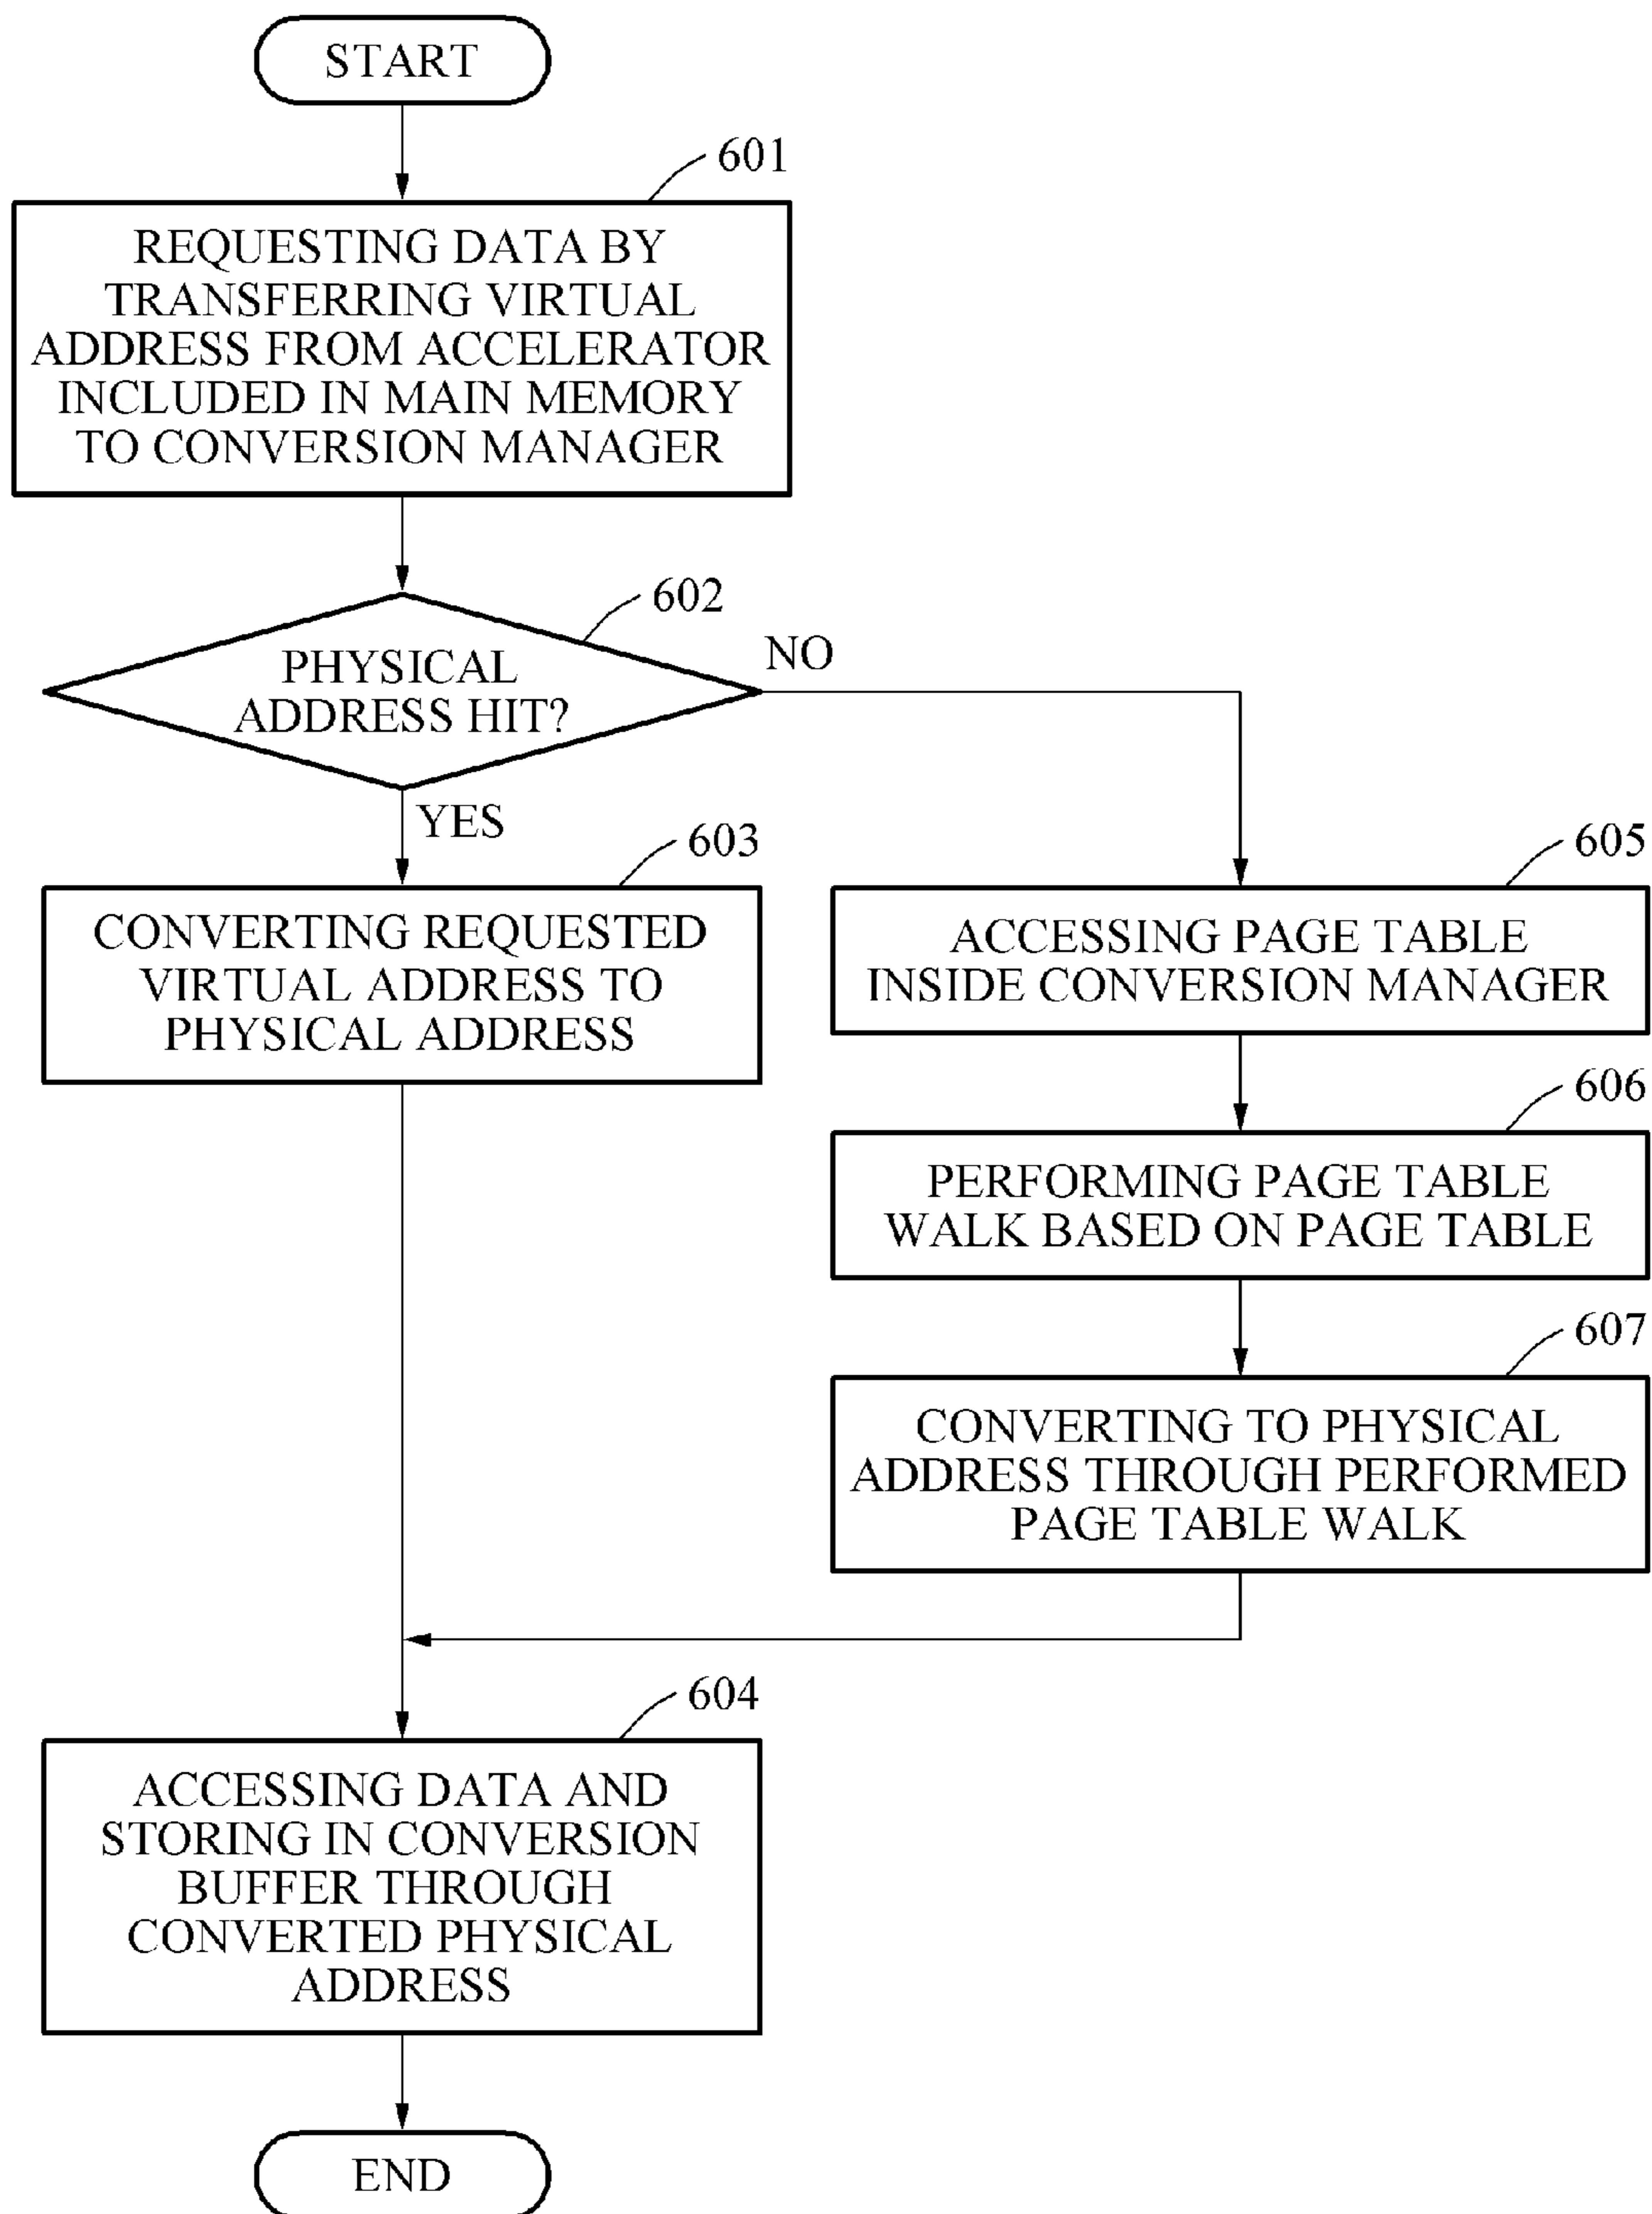 START
601
REQUESTING DATA BY
TRANSFERRING VIRTUAL
ADDRESS FROM ACCELERATOR
INCLUDED IN MAIN MEMORY
TO CONVERSION MANAGER
602
PHYSICAL
ADDRESS HIT?
NO
YES
603
CONVERTING REQUESTED
VIRTUAL ADDRESS TO
PHYSICAL ADDRESS
605
ACCESSING PAGE TABLE
INSIDE CONVERSION MANAGER
606
PERFORMING PAGE TABLE
WALK BASED ON PAGE TABLE
607
CONVERTING TO PHYSICAL
ADDRESS THROUGH PERFORMED
PAGE TABLE WALK
604
ACCESSING DATA AND
STORING IN CONVERSION
BUFFER THROUGH
CONVERTED PHYSICAL
ADDRESS
END